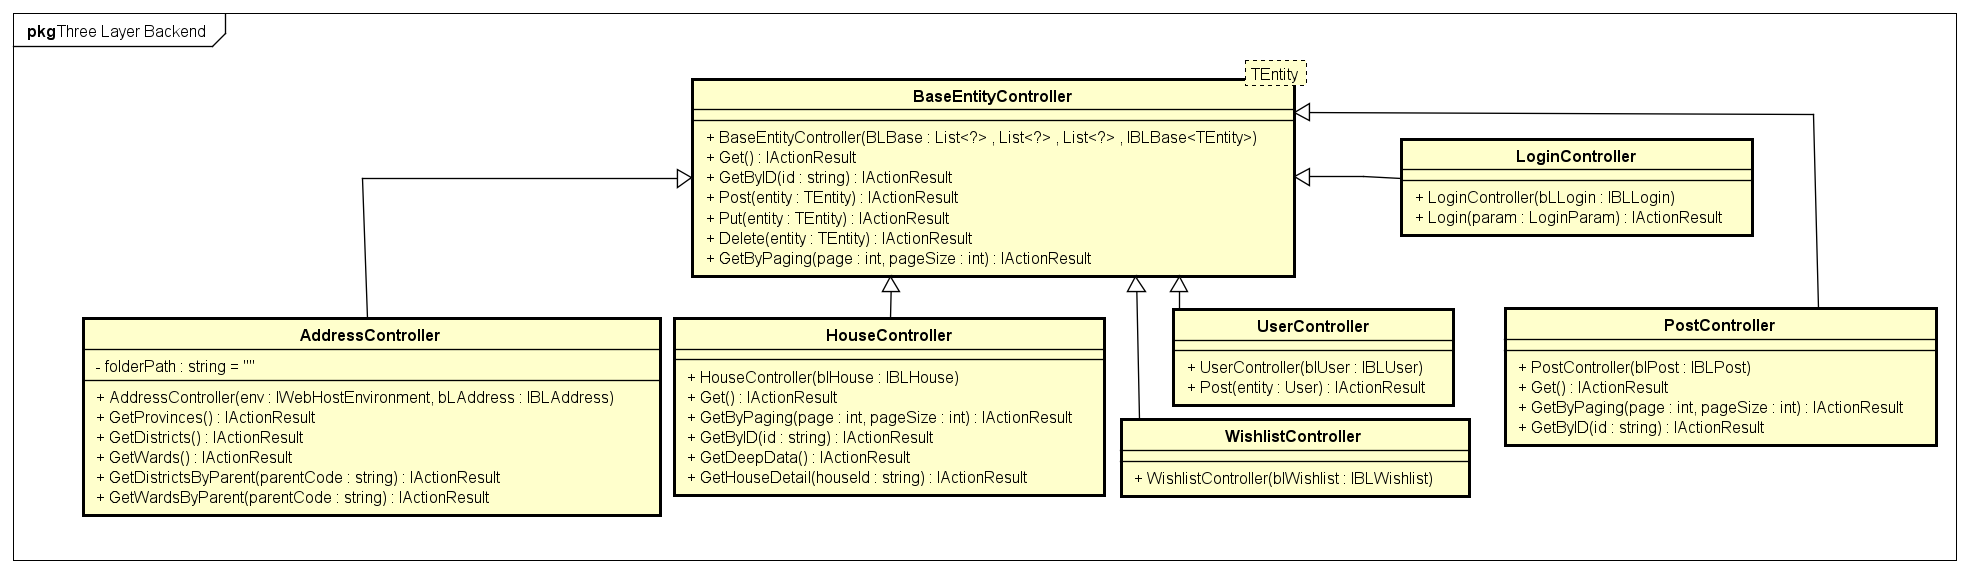 pkg Three Layer Backend
TEntity
BaseEntityController
+ BaseEntityController(BLBase : List<?> , List<?> , List<?> , IBLBase<TEntity>)
+ Get() : IActionResult
+ GetByID(id : string) : IActionResult
+ Post(entity : TEntity) : IActionResult
+ Put(entity : TEntity) : IActionResult
+ Delete(entity : TEntity) : IActionResult
+ GetByPaging(page : int, pageSize : int) : IActionResult
LoginController
+ LoginController(bLLogin : IBLLogin)
+ Login(param : LoginParam) : IActionResult
AddressController
- folderPath : string = ""
+ AddressController(env : IWebHostEnvironment, bLAddress : IBLAddress)
+ GetProvinces() : IActionResult
+ GetDistricts() : IActionResult
+ GetWards() : IActionResult
+ GetDistrictsByParent(parentCode : string) : IActionResult
+ GetWardsByParent(parentCode : string) : IActionResult
HouseController
+ HouseController(blHouse : IBLHouse)
+ Get() : IActionResult
+ GetByPaging(page : int, pageSize : int) : IActionResult
+ GetByID(id : string) : IActionResult
+ GetDeepData() : IActionResult
+ GetHouseDetail(houseId : string) : IActionResult
UserController
+ UserController(blUser : IBLUser)
+ Post(entity : User) : IActionResult
WishlistController
+ WishlistController(blWishlist : IBLWishlist)
PostController
+ PostController(blPost : IBLPost)
+ Get() : IActionResult
+ GetByPaging(page : int, pageSize : int) : IActionResult
+ GetByID(id : string) : IActionResult